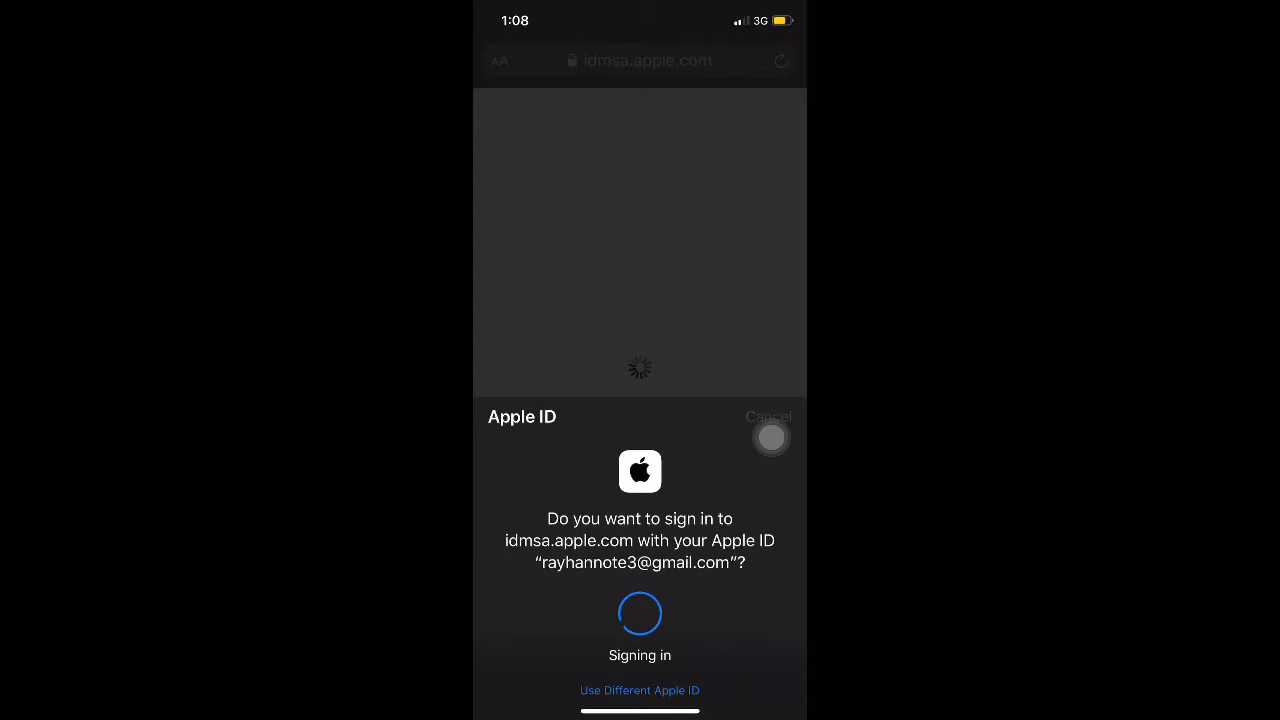 1:08
3G
AA
idmsa.apple.com
Apple ID
Cancel
Do you want to sign in to
idmsa.apple.com with your Apple ID
“rayhannote3@gmail.com”?
Signing in
Use Different Apple ID